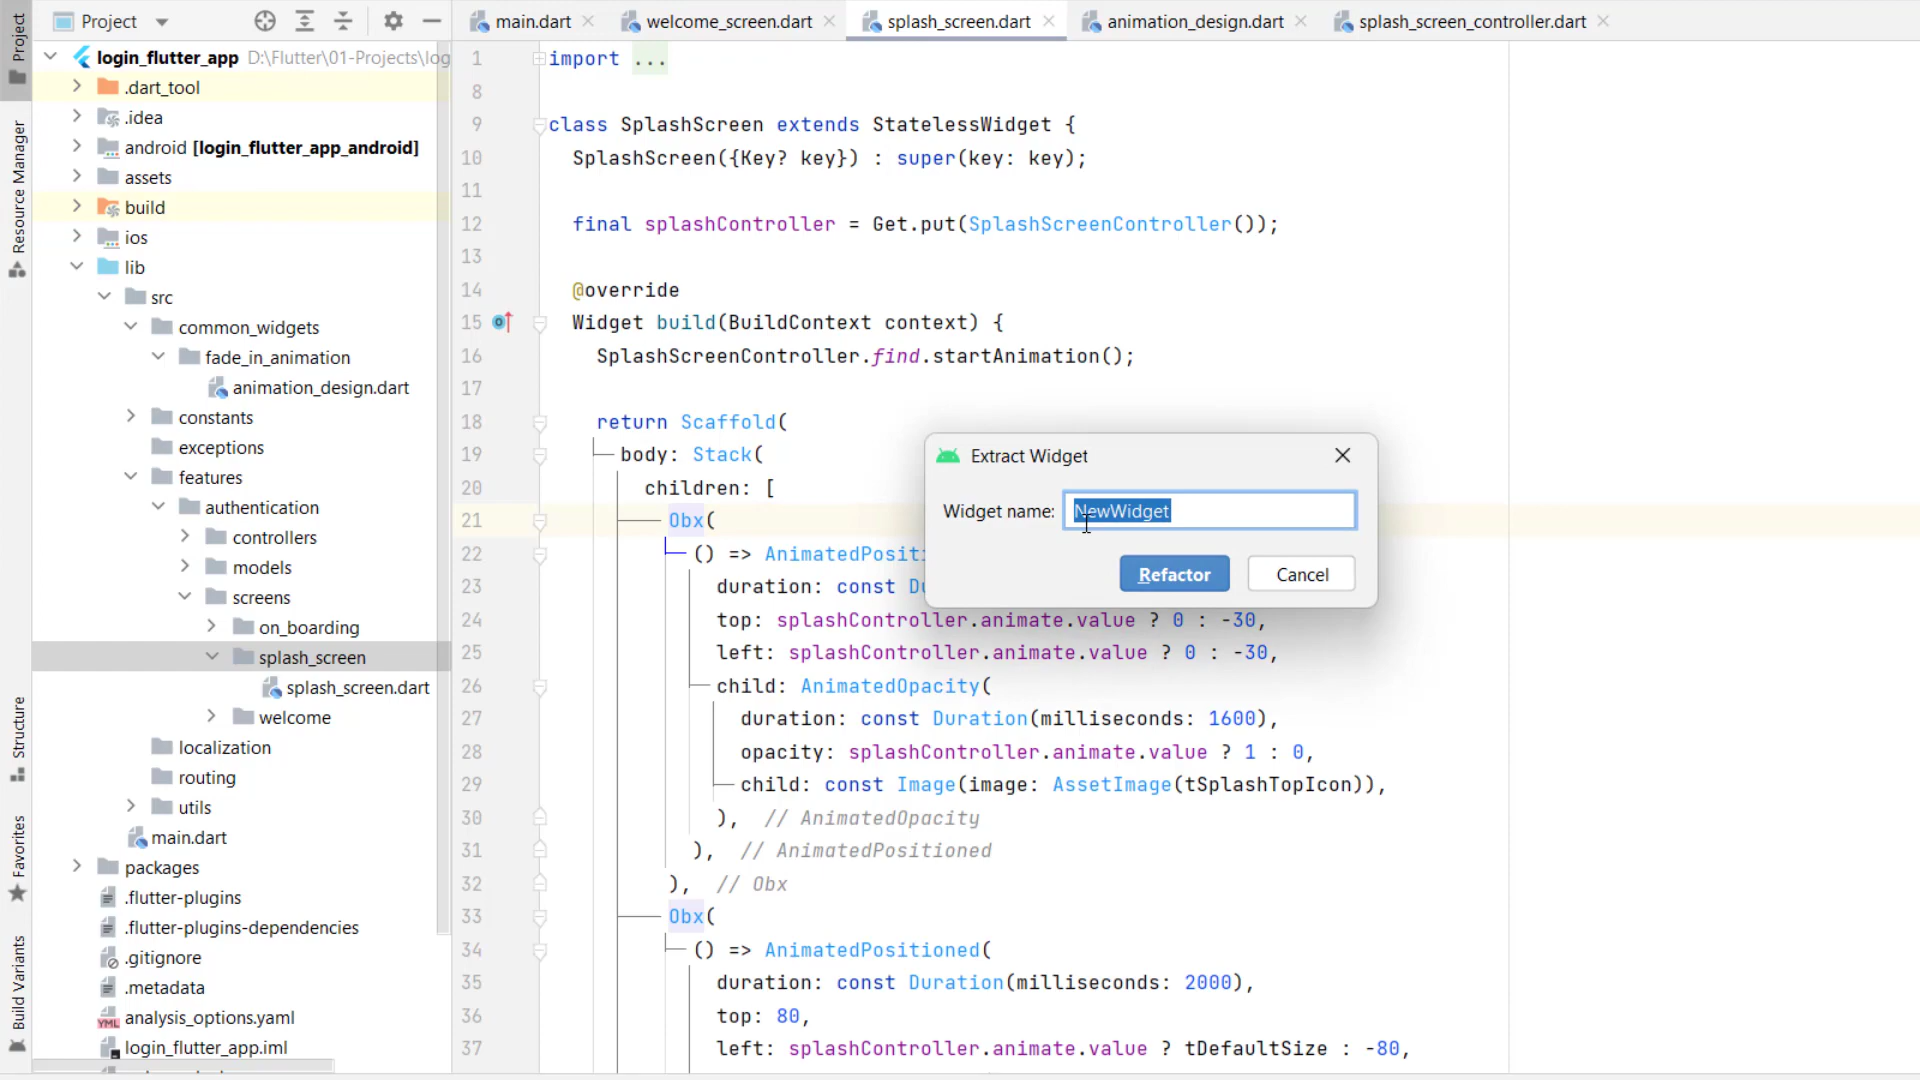 Project
main.dart
welcome_screen.dart
splash_screen.dart
animation_design.dart
splash_screen_controller.dart
Project
Resource Manager
Structure
Favorites
Build Variants
login_flutter_app D:\Flutter\01-Projects\log
.dart_tool
.idea
android [login_flutter_app_android]
assets
build
ios
lib
src
common_widgets
fade_in_animation
animation_design.dart
constants
exceptions
features
authentication
controllers
models
screens
on_boarding
splash_screen
splash_screen.dart
welcome
localization
routing
utils
main.dart
packages
.flutter-plugins
.flutter-plugins-dependencies
.gitignore
.metadata
YML analysis_options.yaml
login_flutter_app.iml
1 import ...
8
9 class SplashScreen extends StatelessWidget {
10 SplashScreen({Key? key}) : super(key: key);
11
12 final splashController = Get.put(SplashScreenController());
13
14 @override
15 Widget build(BuildContext context) {
16 SplashScreenController.find.startAnimation();
17
18 return Scaffold(
19 body: Stack(
20 children: [
21 Obx(
22 () => AnimatedPositi
23 duration: const Du
24 top: splashController.animate.value ? 0 : -30,
25 left: splashController.animate.value ? 0 : -30,
26 child: AnimatedOpacity(
27 duration: const Duration(milliseconds: 1600),
28 opacity: splashController.animate.value ? 1 : 0,
29 child: const Image(image: AssetImage(tSplashTopIcon)),
30 ), // AnimatedOpacity
31 ), // AnimatedPositioned
32 ), // Obx
33 Obx(
34 () => AnimatedPositioned(
35 duration: const Duration(milliseconds: 2000),
36 top: 80,
37 left: splashController.animate.value ? tDefaultSize : -80,
Extract Widget
Widget name: NewWidget
Refactor Cancel